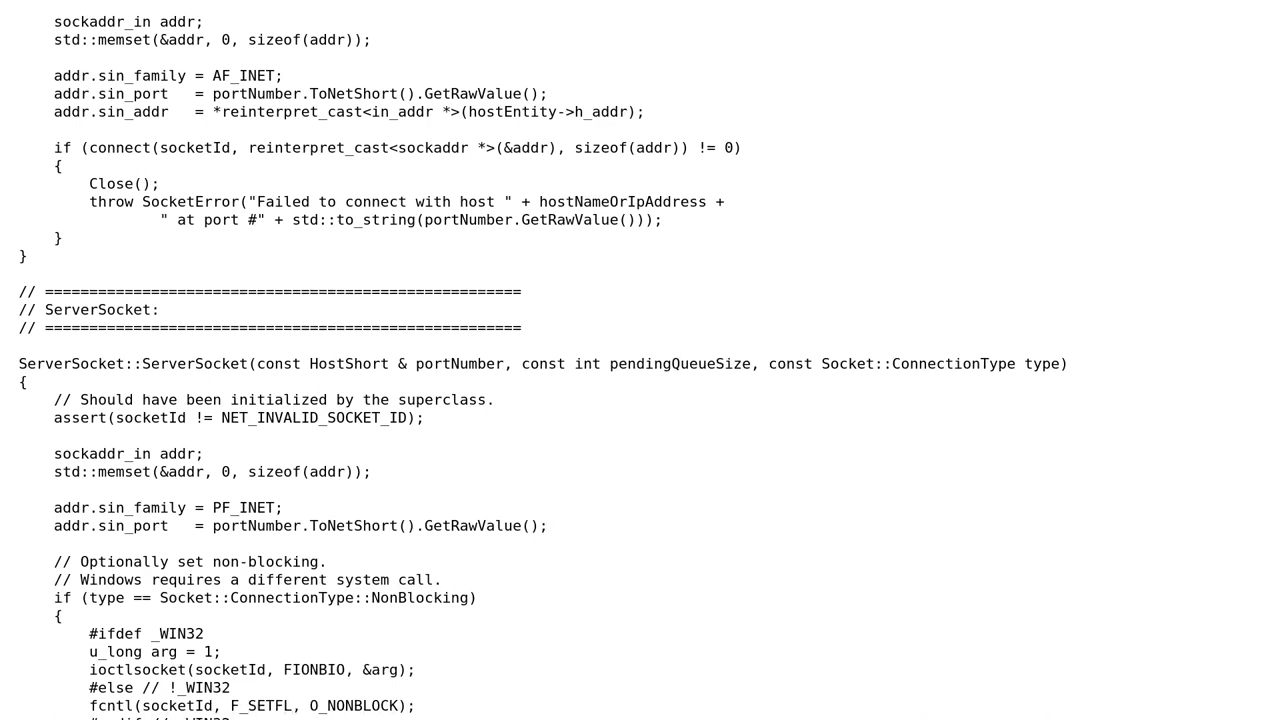 sockaddr_in addr;
    std::memset(&addr, 0, sizeof(addr));

    addr.sin_family = AF_INET;
    addr.sin_port   = portNumber.ToNetShort().GetRawValue();
    addr.sin_addr   = *reinterpret_cast<in_addr *>(hostEntity->h_addr);

    if (connect(socketId, reinterpret_cast<sockaddr *>(&addr), sizeof(addr)) != 0)
    {
        Close();
        throw SocketError("Failed to connect with host " + hostNameOrIpAddress +
                " at port #" + std::to_string(portNumber.GetRawValue()));
    }
}

// ======================================================
// ServerSocket:
// ======================================================

ServerSocket::ServerSocket(const HostShort & portNumber, const int pendingQueueSize, const Socket::ConnectionType type)
{
    // Should have been initialized by the superclass.
    assert(socketId != NET_INVALID_SOCKET_ID);

    sockaddr_in addr;
    std::memset(&addr, 0, sizeof(addr));

    addr.sin_family = PF_INET;
    addr.sin_port   = portNumber.ToNetShort().GetRawValue();

    // Optionally set non-blocking.
    // Windows requires a different system call.
    if (type == Socket::ConnectionType::NonBlocking)
    {
        #ifdef _WIN32
        u_long arg = 1;
        ioctlsocket(socketId, FIONBIO, &arg);
        #else // !_WIN32
        fcntl(socketId, F_SETFL, O_NONBLOCK);